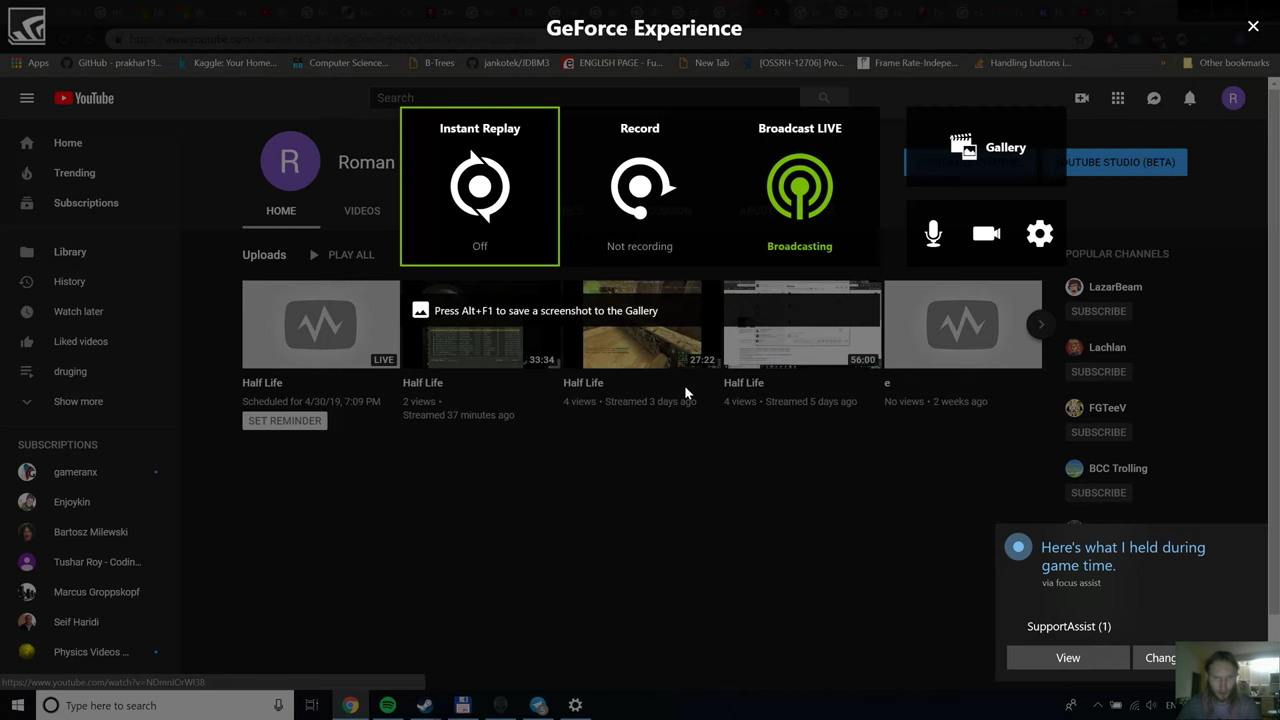 GeForce Experience
Apps
GitHub - prakhar19...
Kaggle: Your Home...
Computer Science...
B-Trees
jankotek/JDBM3
ENGLISH PAGE - Fu...
New Tab
[OSSRH-12706] Pro...
Frame Rate-Indepe...
Handling buttons i...
»
Other bookmarks
YouTube
Search
R
Instant Replay
Off
Record
Not recording
Broadcast LIVE
Broadcasting
Gallery
R
Roman
YOUTUBE STUDIO (BETA)
HOME
VIDEOS
Home
Trending
Subscriptions
Library
History
Watch later
Liked videos
druging
Show more
SUBSCRIPTIONS
gameranx
Enjoykin
Bartosz Milewski
Tushar Roy - Codin...
Marcus Groppskopf
Seif Haridi
Physics Videos ...
Uploads
PLAY ALL
Press Alt+F1 to save a screenshot to the Gallery
LIVE
Half Life
Scheduled for 4/30/19, 7:09 PM
SET REMINDER
33:34
Half Life
2 views •
Streamed 37 minutes ago
27:22
Half Life
4 views • Streamed 3 days ago
56:00
Half Life
4 views • Streamed 5 days ago
e
No views • 2 weeks ago
POPULAR CHANNELS
LazarBeam
SUBSCRIBE
Lachlan
SUBSCRIBE
FGTeeV
SUBSCRIBE
BCC Trolling
SUBSCRIBE
Here's what I held during
game time.
via focus assist
SupportAssist (1)
View
Chang
Type here to search